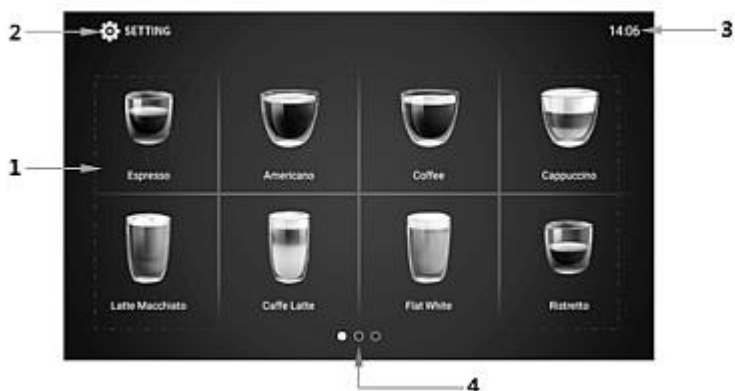 2
SETTING
14:06
3
1
Espresso
Americano
Coffee
Cappuccino
Latte Macchiato
Caffe Latte
Flat White
Ristretto
4